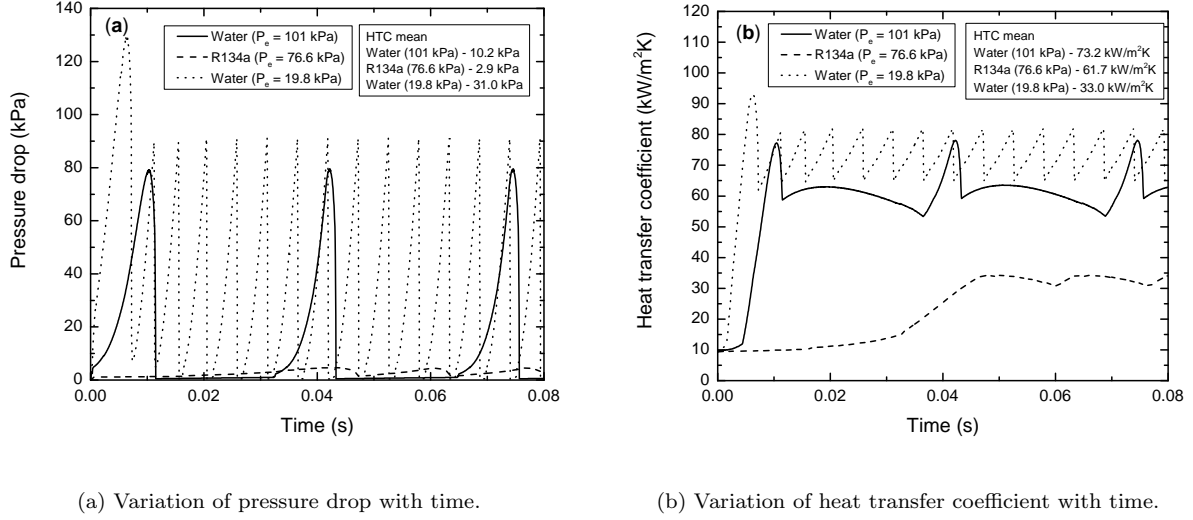 (a)
Water (Pe = 101 kPa)
R134a (Pe = 76.6 kPa)
Water (Pe = 19.8 kPa)
HTC mean
Water (101 kPa) - 10.2 kPa
R134a (76.6 kPa) - 2.9 kPa
Water (19.8 kPa) - 31.0 kPa
Pressure drop (kPa)
140
120
100
80
60
40
20
0
0.00 0.02 0.04 0.06 0.08
Time (s)
(b)
Water (Pe = 101 kPa)
R134a (Pe = 76.6 kPa)
Water (Pe = 19.8 kPa)
HTC mean
Water (101 kPa) - 73.2 kW/m²K
R134a (76.6 kPa) - 61.7 kW/m²K
Water (19.8 kPa) - 33.0 kW/m²K
Heat transfer coefficient (kW/m²K)
120
110
100
90
80
70
60
50
40
30
20
10
0
0.00 0.02 0.04 0.06 0.08
Time (s)
(a) Variation of pressure drop with time.
(b) Variation of heat transfer coefficient with time.